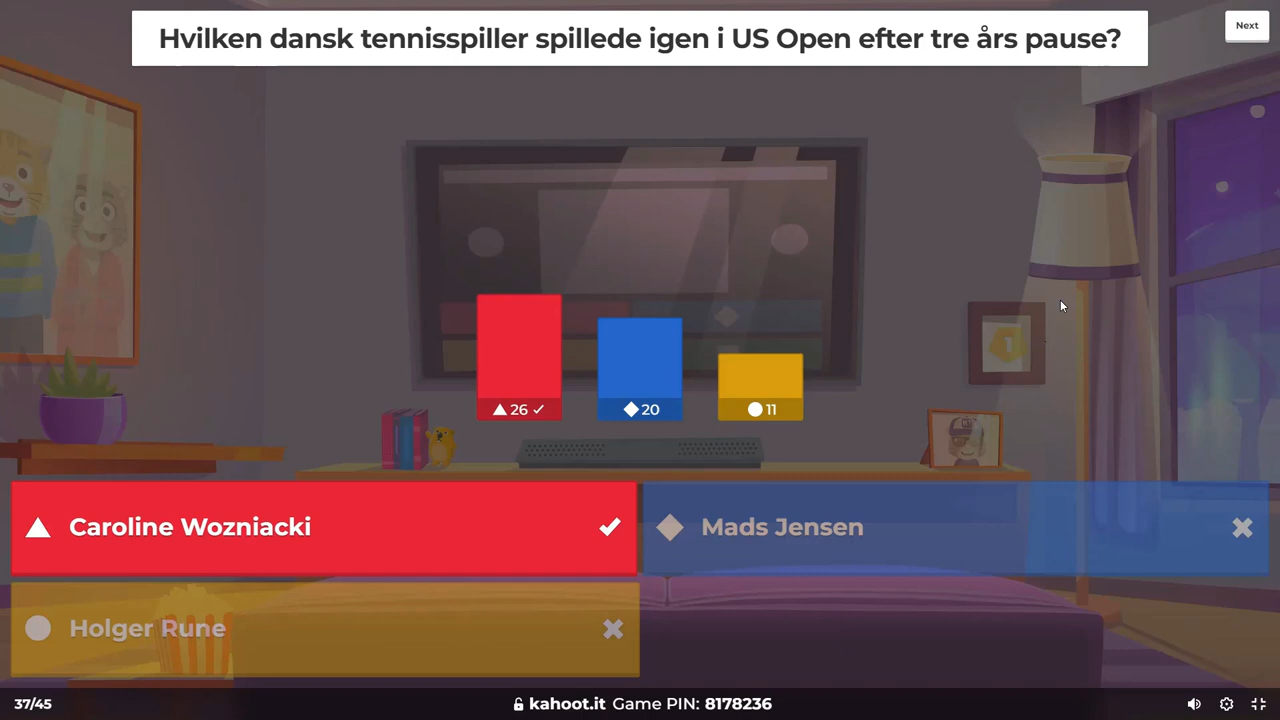 Hvilken dansk tennisspiller spillede igen i US Open efter tre års pause?
Next
1
26
20
11
Caroline Wozniacki
Mads Jensen
Holger Rune
37/45
kahoot.it Game PIN: 8178236